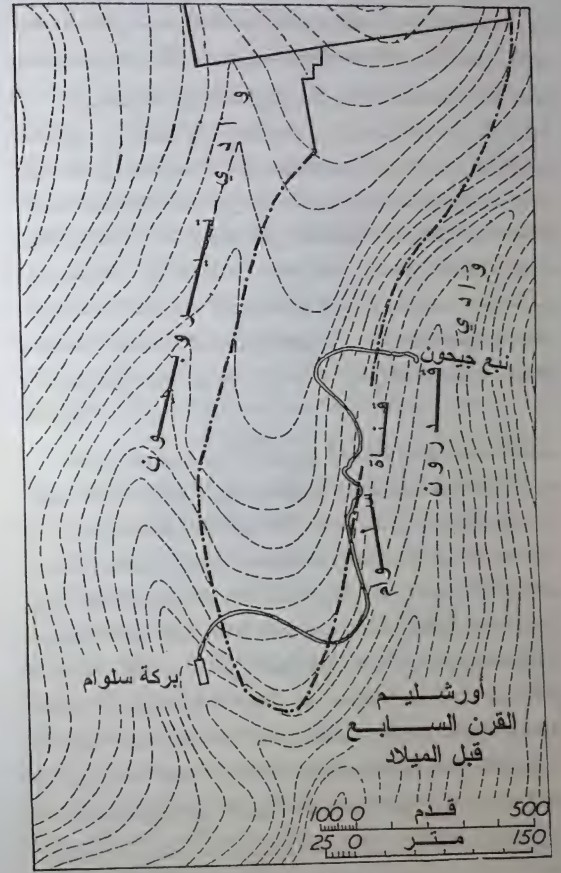 وادي تيروبيون
وادي قدرون
نبع جيحون
قناة سلوام
بركة سلوام
أورشليم
القرن السابع
قبل الميلاد
100 0 قدم 500
25 0 متر 150